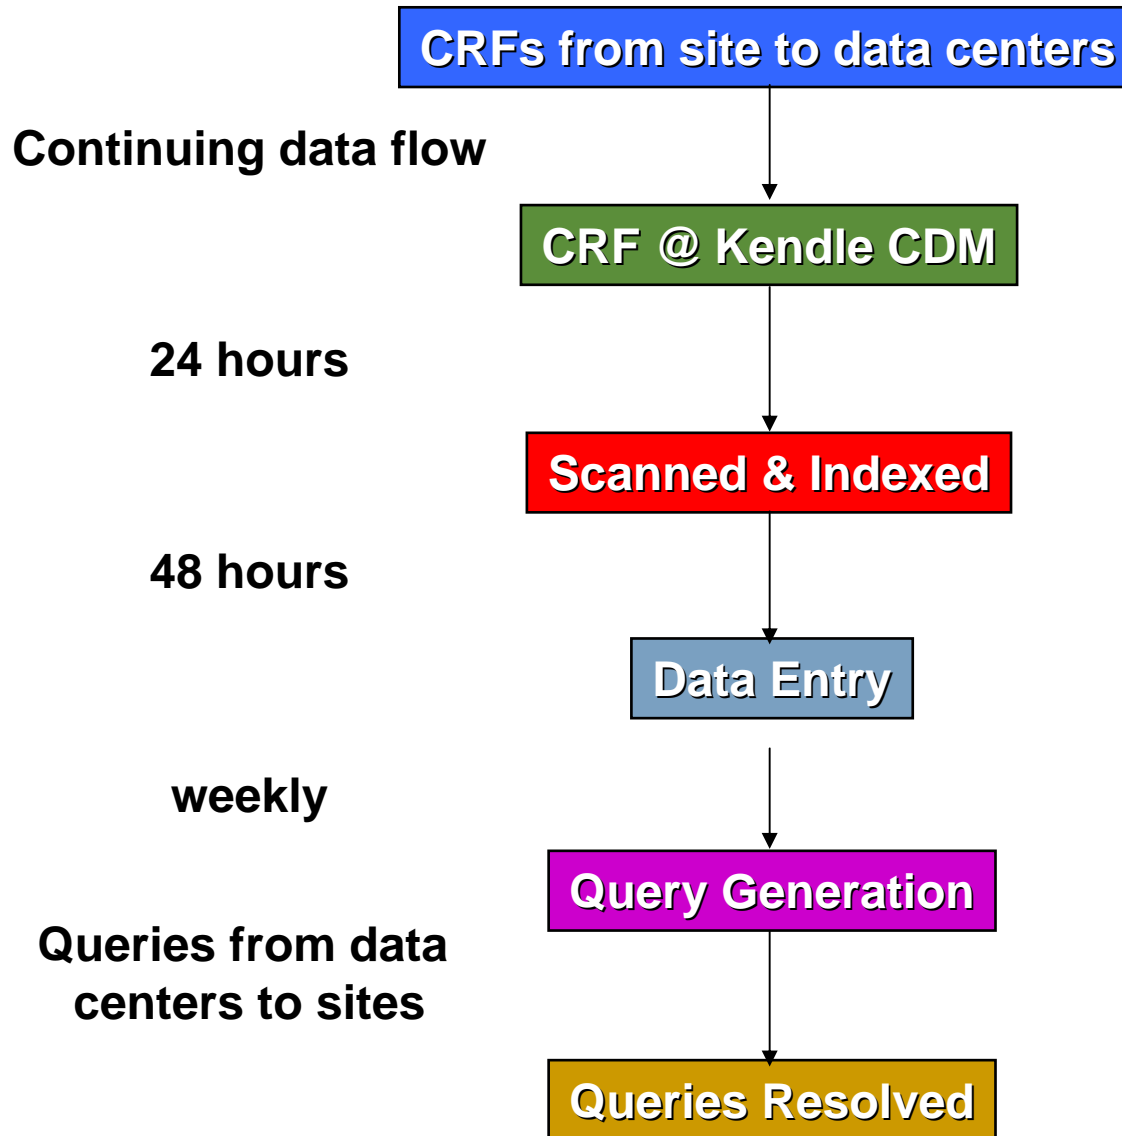 CRFs from site to data centers
Continuing data flow
CRF @ Kendle CDM
24 hours
Scanned & Indexed
48 hours
Data Entry
weekly
Query Generation
Queries from data
centers to sites
Queries Resolved